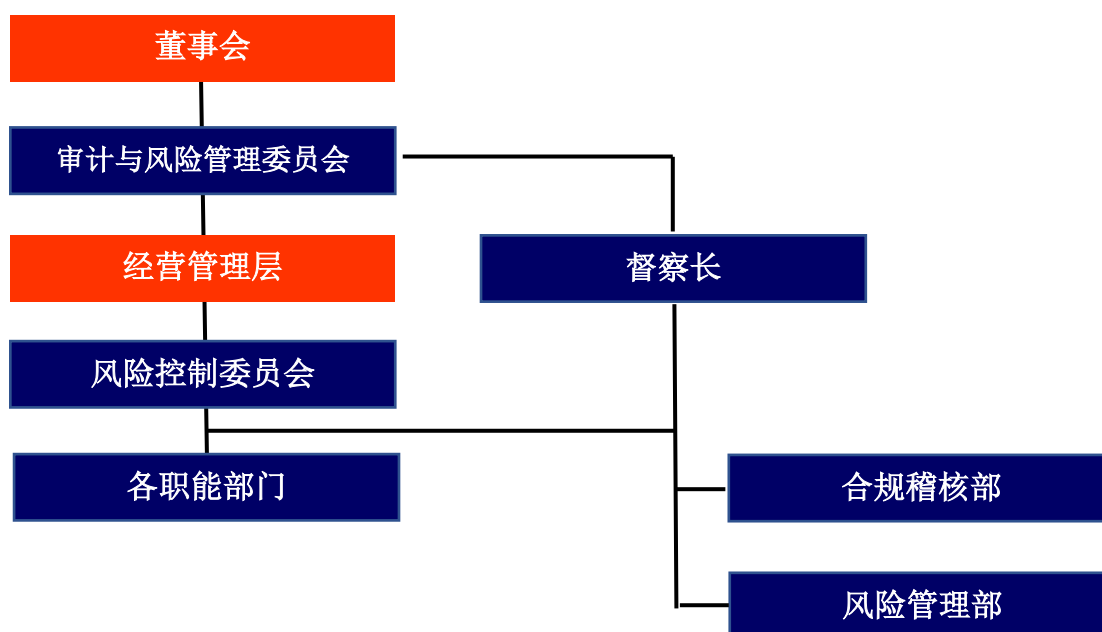 董事会
审计与风险管理委员会
经营管理层
督察长
风险控制委员会
各职能部门
合规稽核部
风险管理部